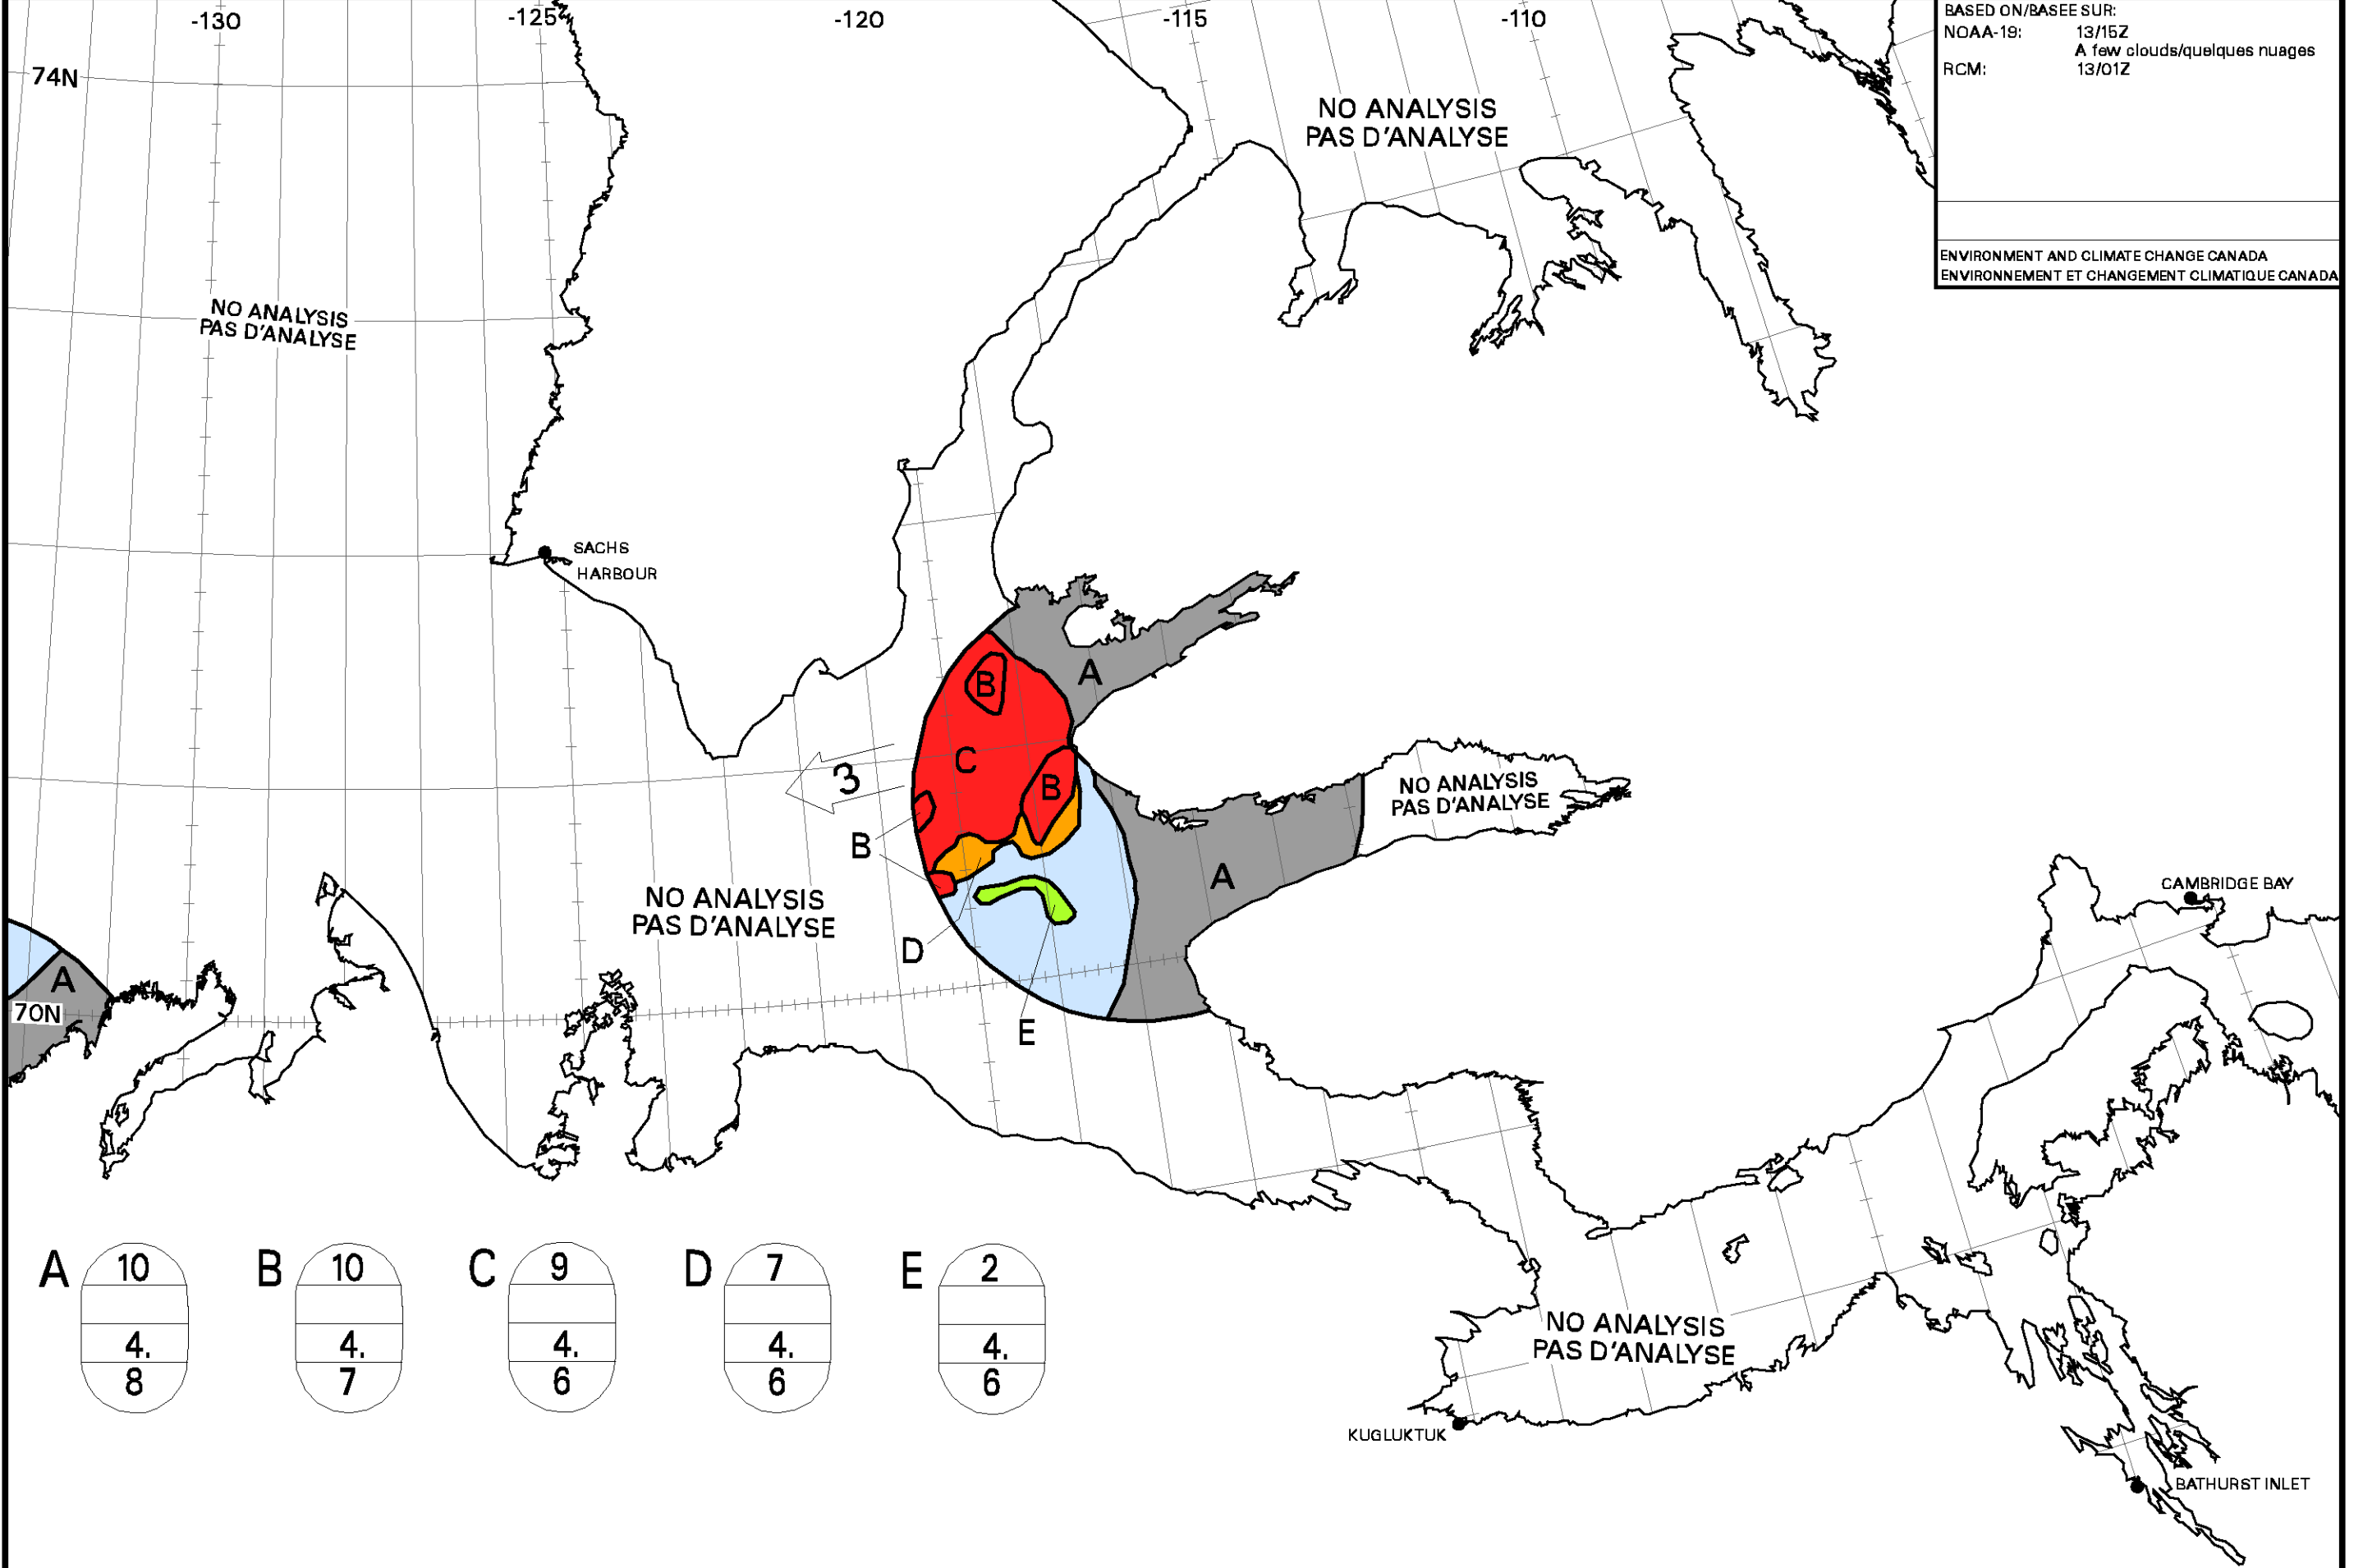 -130
-125
-120
-115
-110
BASED ON/BASEE SUR:
NOAA-19: 13/15Z
A few clouds/quelques nuages
RCM: 13/01Z
74N
NO ANALYSIS
PAS D'ANALYSE
ENVIRONMENT AND CLIMATE CHANGE CANADA
ENVIRONNEMENT ET CHANGEMENT CLIMATIQUE CANADA
NO ANALYSIS
PAS D'ANALYSE
SACHS
HARBOUR
A
B
C
3
B
NO ANALYSIS
PAS D'ANALYSE
B
A
CAMBRIDGE BAY
NO ANALYSIS
PAS D'ANALYSE
D
A
70N
E
A 10 4. 8
B 10 4. 7
C 9 4. 6
D 7 4. 6
E 2 4. 6
NO ANALYSIS
PAS D'ANALYSE
KUGLUKTUK
BATHURST INLET